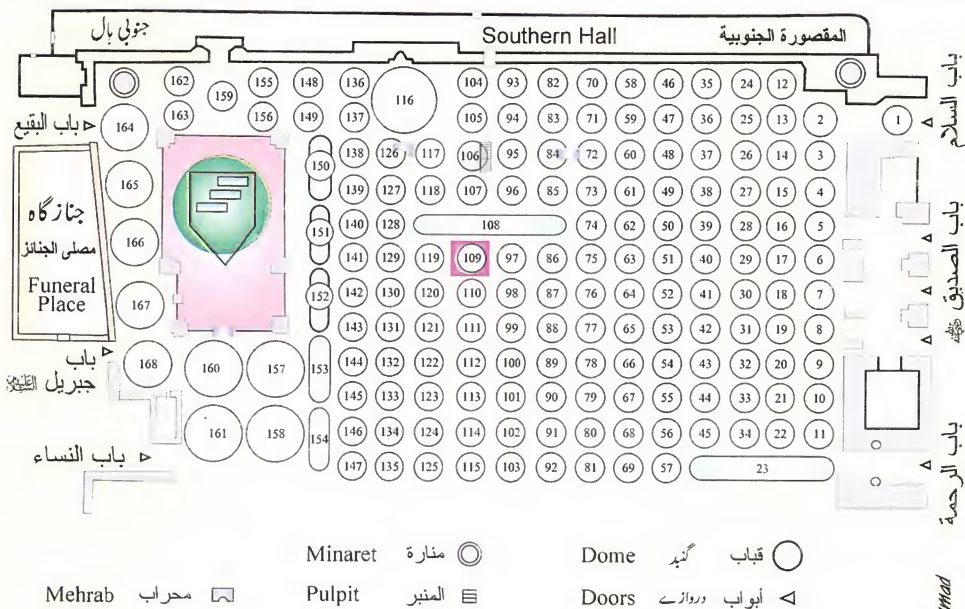 جنوبی ہال
Southern Hall
المقصورة الجنوبية
باب السلام
162 155 148 136 104 93 82 70 58 46 35 24 12
159 116
163 156 149 137 105 94 83 71 59 47 36 25 13 2 1
باب البقيع
164 150 138 126 117 106 95 84 72 60 48 37 26 14 3
165 139 127 118 107 96 85 73 61 49 38 27 15 4
جنازگاه
مصلى الجنائز
Funeral
Place
166 151 140 128 108 74 62 50 39 28 16 5
باب الصديق
141 129 119 109 97 86 75 63 51 40 29 17 6
167 152 142 130 120 110 98 87 76 64 52 41 30 18 7
143 131 121 111 99 88 77 65 53 42 31 19 8
باب
جبريل
168 160 157 153 144 132 122 112 100 89 78 66 54 43 32 20 9
145 133 123 113 101 90 79 67 55 44 33 21 10
161 158 154 146 134 124 114 102 91 80 68 56 45 34 22 11
باب النساء
147 135 125 115 103 92 81 69 57 23
باب الرحمة
Minaret منارة
Dome گنبد قباب
Mehrab محراب
Pulpit المنبر
Doors دروازے أبواب